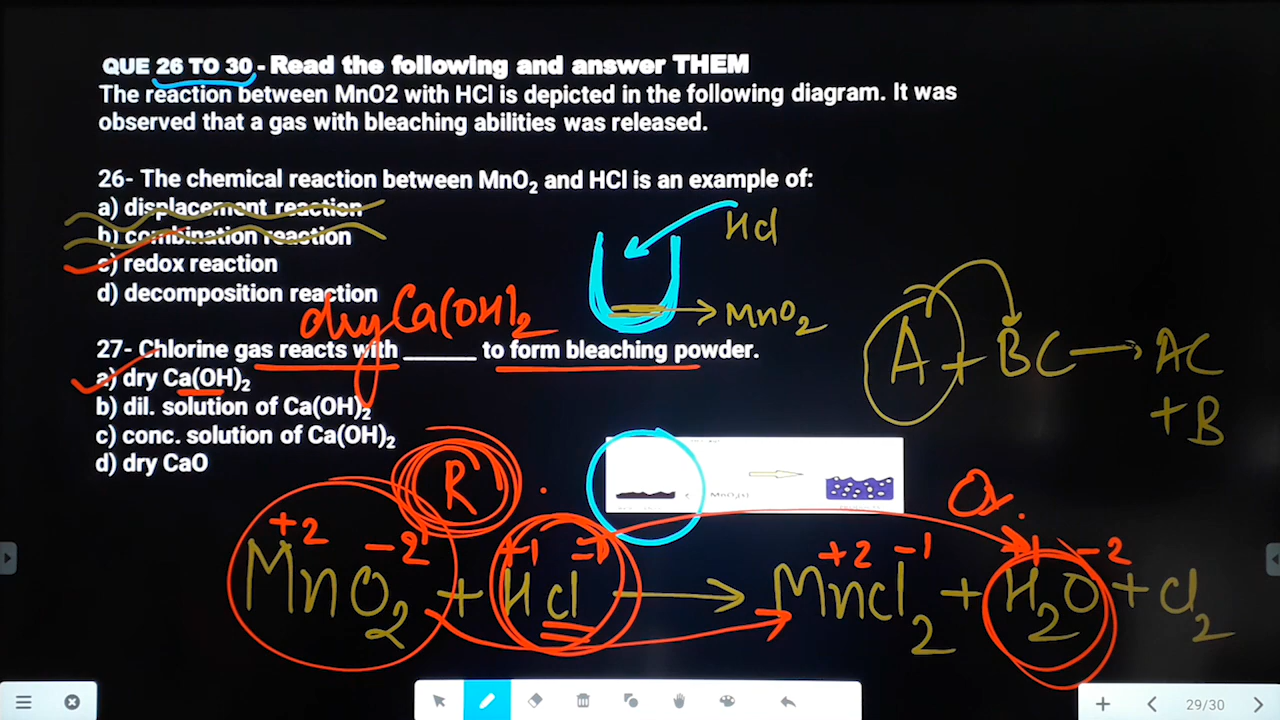 QUE 26 TO 30 - Read the following and answer THEM
The reaction between MnO2 with HCl is depicted in the following diagram. It was
observed that a gas with bleaching abilities was released.
26- The chemical reaction between MnO₂ and HCl is an example of:
a) displacement reaction
b) combination reaction
c) redox reaction
d) decomposition reaction
Hcl
MnO₂
dry Ca(OH)₂
27- Chlorine gas reacts with ______ to form bleaching powder.
a) dry Ca(OH)₂
b) dil. solution of Ca(OH)₂
c) conc. solution of Ca(OH)₂
d) dry CaO
A + BC → AC
+ B
R
MnO₂(s)
Ox.
+2 -2 +1 -1 +2 -1 +1 -2
MnO₂ + Hcl → Mncl₂ + H₂O + cl₂
29/30